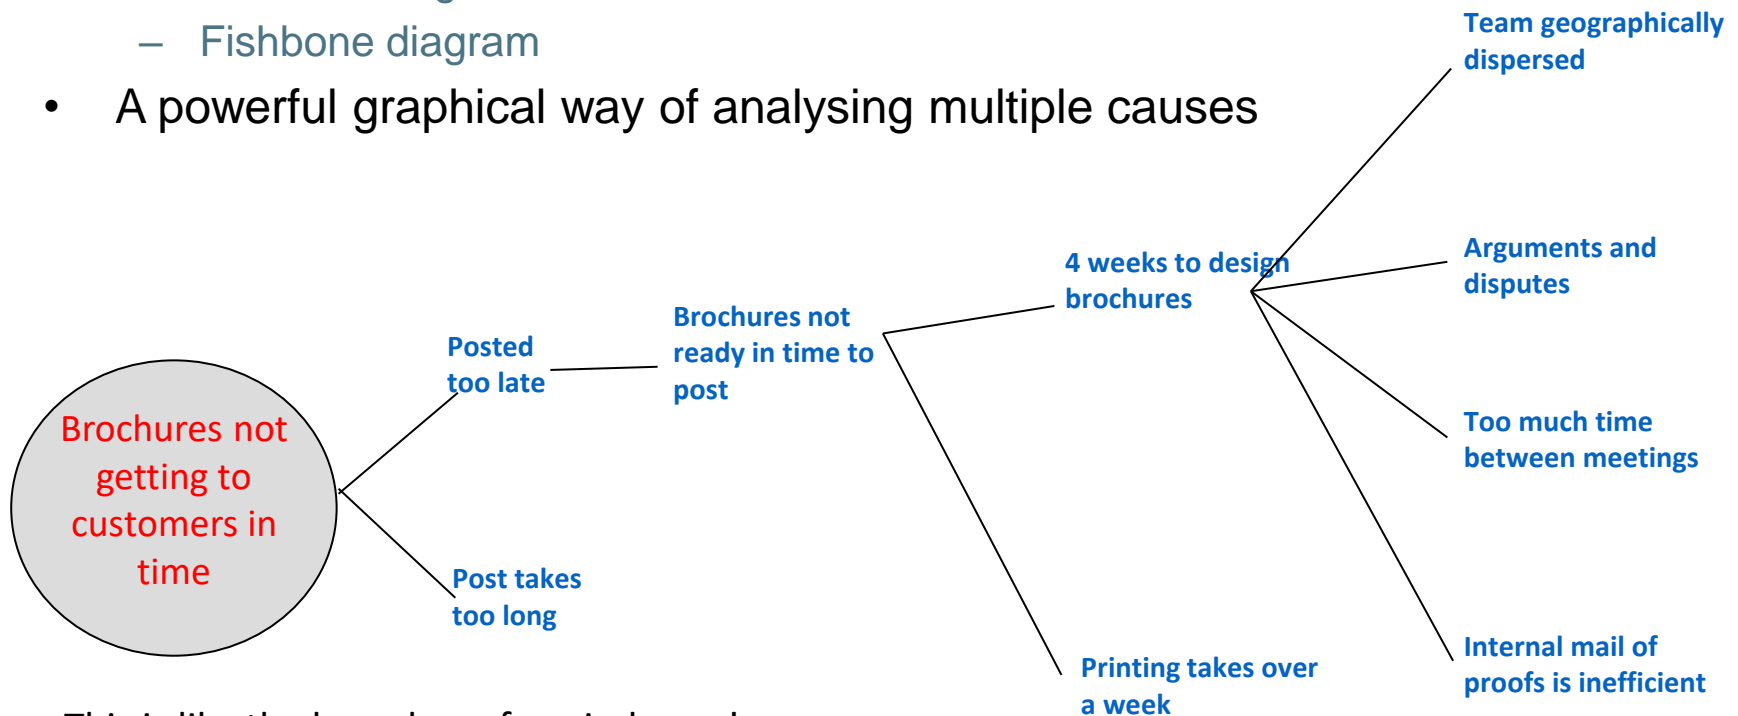 – Fishbone diagram
• A powerful graphical way of analysing multiple causes
Team geographically
dispersed
Arguments and
disputes
4 weeks to design
brochures
Brochures not
ready in time to
post
Posted
too late
Brochures not
getting to
customers in
time
Too much time
between meetings
Post takes
too long
Internal mail of
proofs is inefficient
Printing takes over
a week